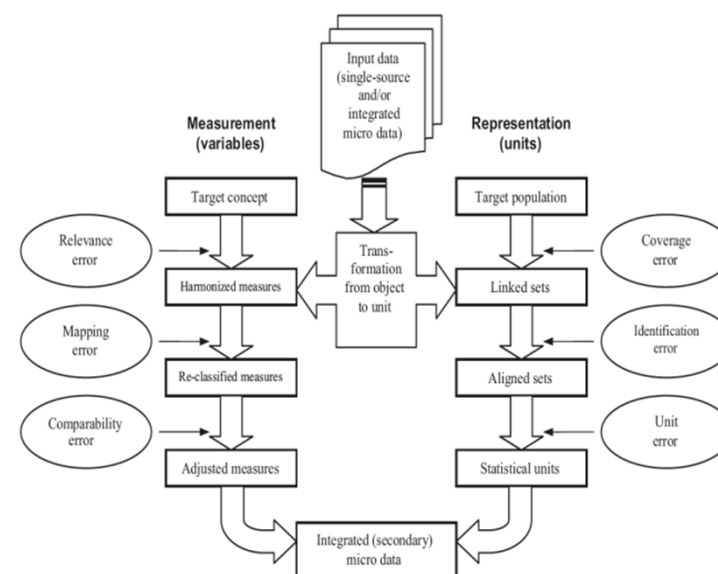 Input data
(single-source
and/or
integrated
micro data)
Measurement
(variables)
Representation
(units)
Target concept
Target population
Relevance
error
Coverage
error
Trans-
formation
from object
to unit
Harmonized measures
Linked sets
Mapping
error
Identification
error
Re-classified measures
Aligned sets
Comparability
error
Unit
error
Adjusted measures
Statistical units
Integrated (secondary)
micro data